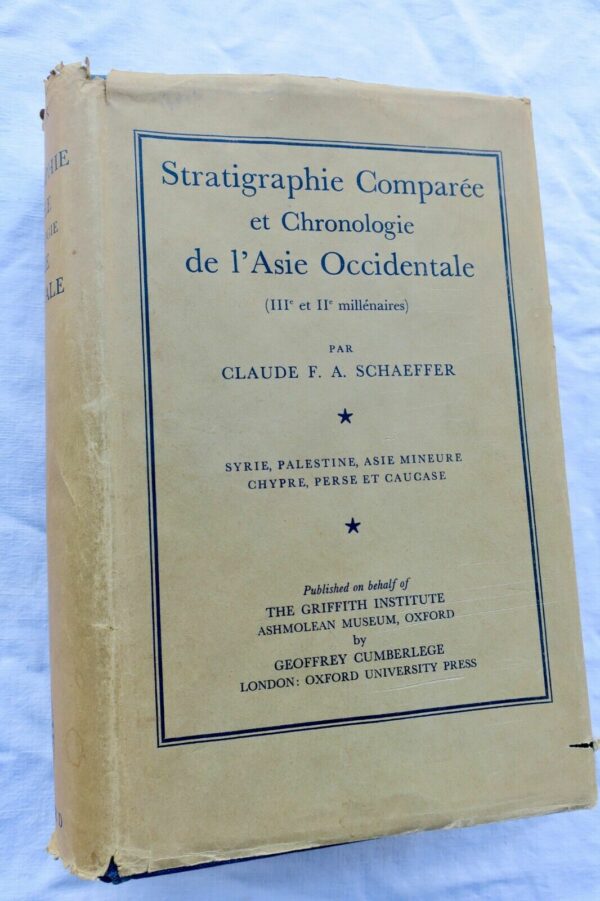 Stratigraphie Comparée
et Chronologie
de l'Asie Occidentale
(IIIe et IIe millénaires)
PAR
CLAUDE F. A. SCHAEFFER
SYRIE, PALESTINE, ASIE MINEURE
CHYPRE, PERSE ET CAUCASE
Published on behalf of
THE GRIFFITH INSTITUTE
ASHMOLEAN MUSEUM, OXFORD
by
GEOFFREY CUMBERLEGE
LONDON: OXFORD UNIVERSITY PRESS